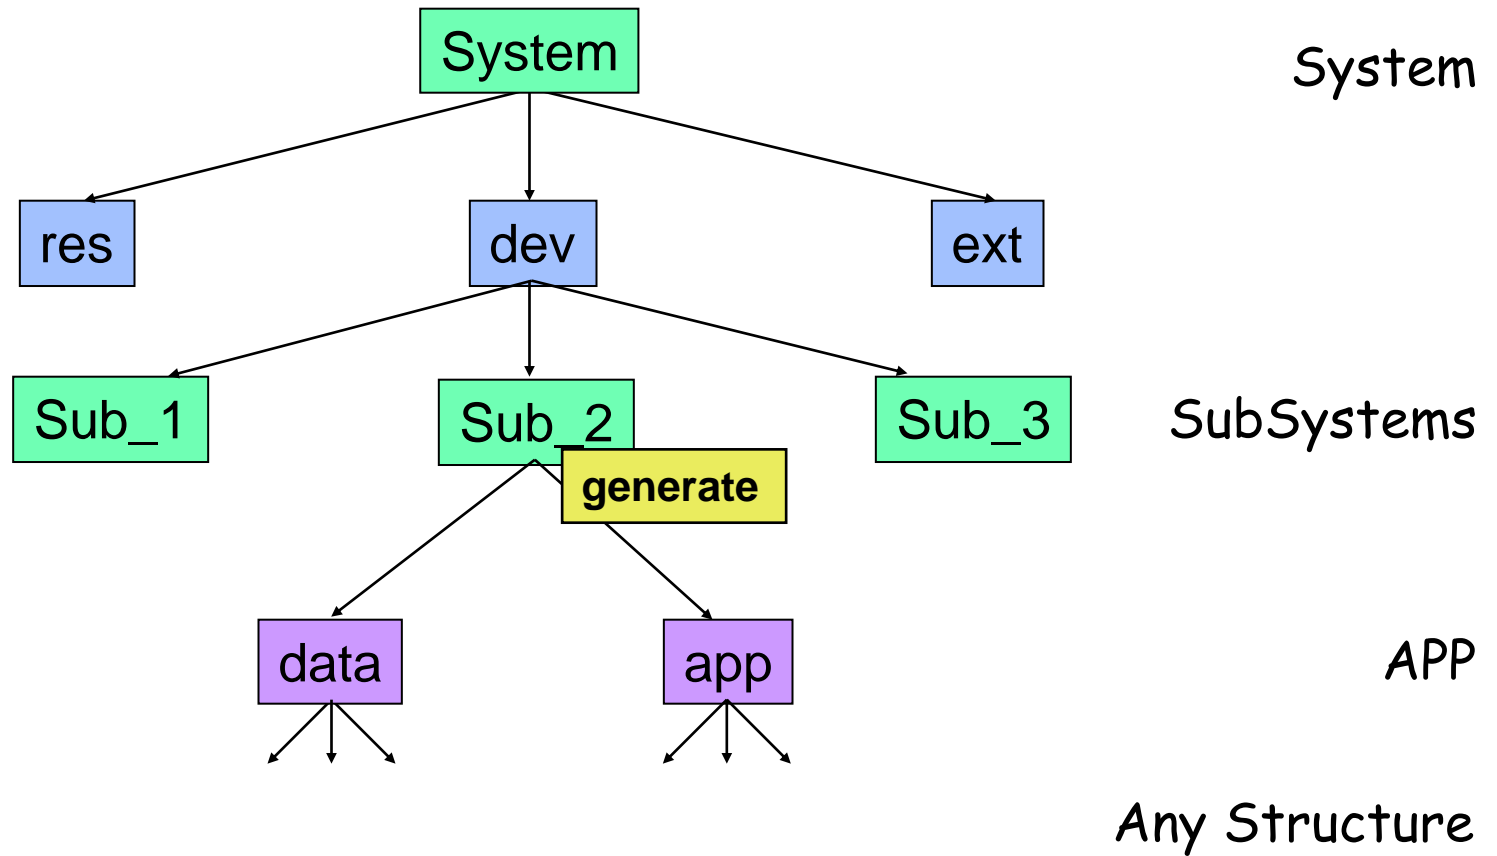 System
System
res
dev
ext
Sub_1
Sub_2
Sub_3
SubSystems
generate
data
app
APP
Any Structure